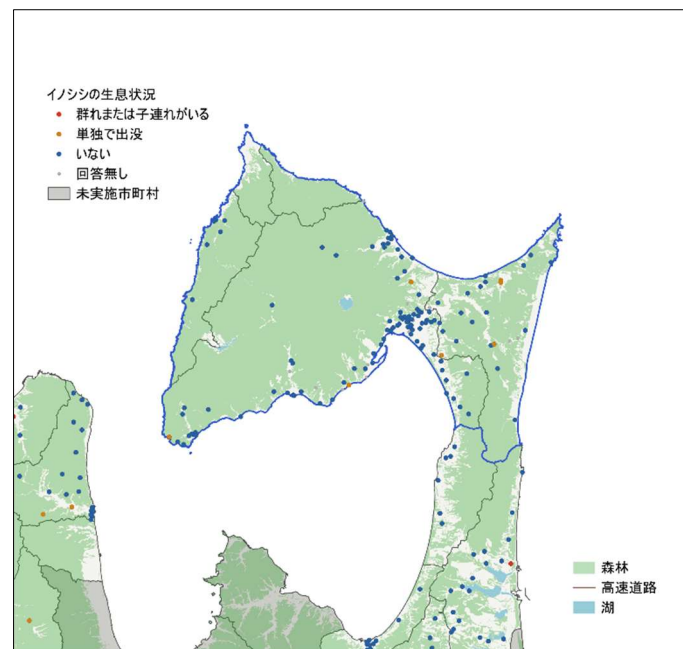 イノシシの生息状況
群れまたは子連れがいる
単独で出没
いない
回答無し
未実施市町村
森林
高速道路
湖